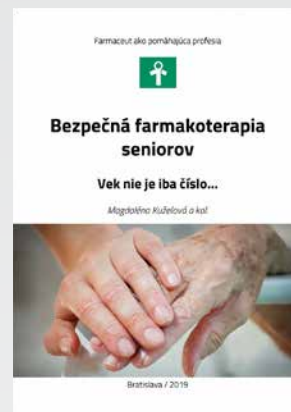 Farmaceut ako pomáhajúca profesia
Bezpečná farmakoterapia
seniorov
Vek nie je iba číslo...
Magdaléna Kuželová a kol.
Bratislava / 2019